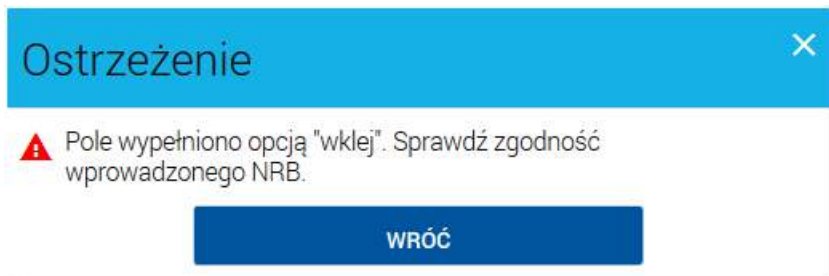 Ostrzeżenie
Pole wypełniono opcją "wklej". Sprawdź zgodność
wprowadzonego NRB.
WRÓĆ